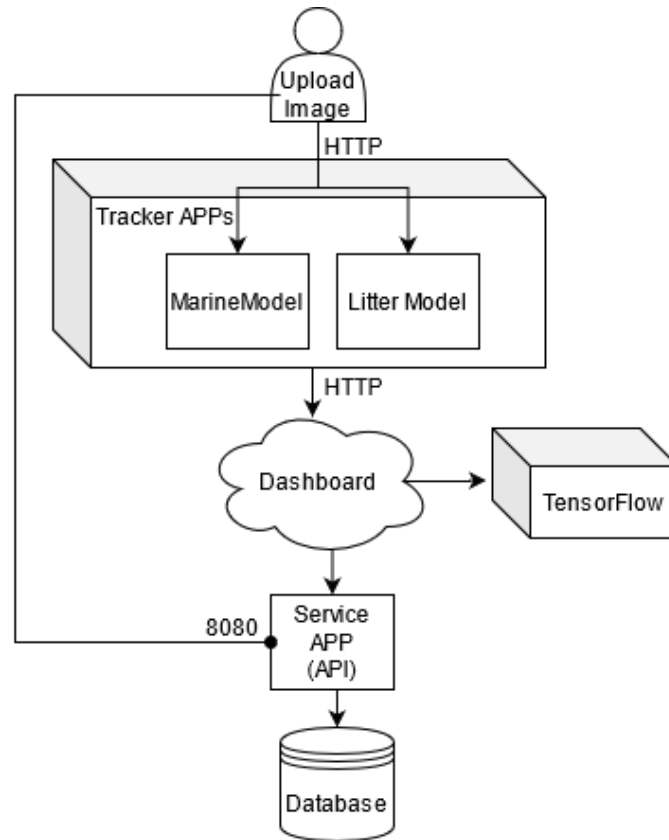 Upload
Image
HTTP
Tracker APPs
MarineModel
Litter Model
HTTP
Dashboard
TensorFlow
8080
Service
APP
(API)
Database